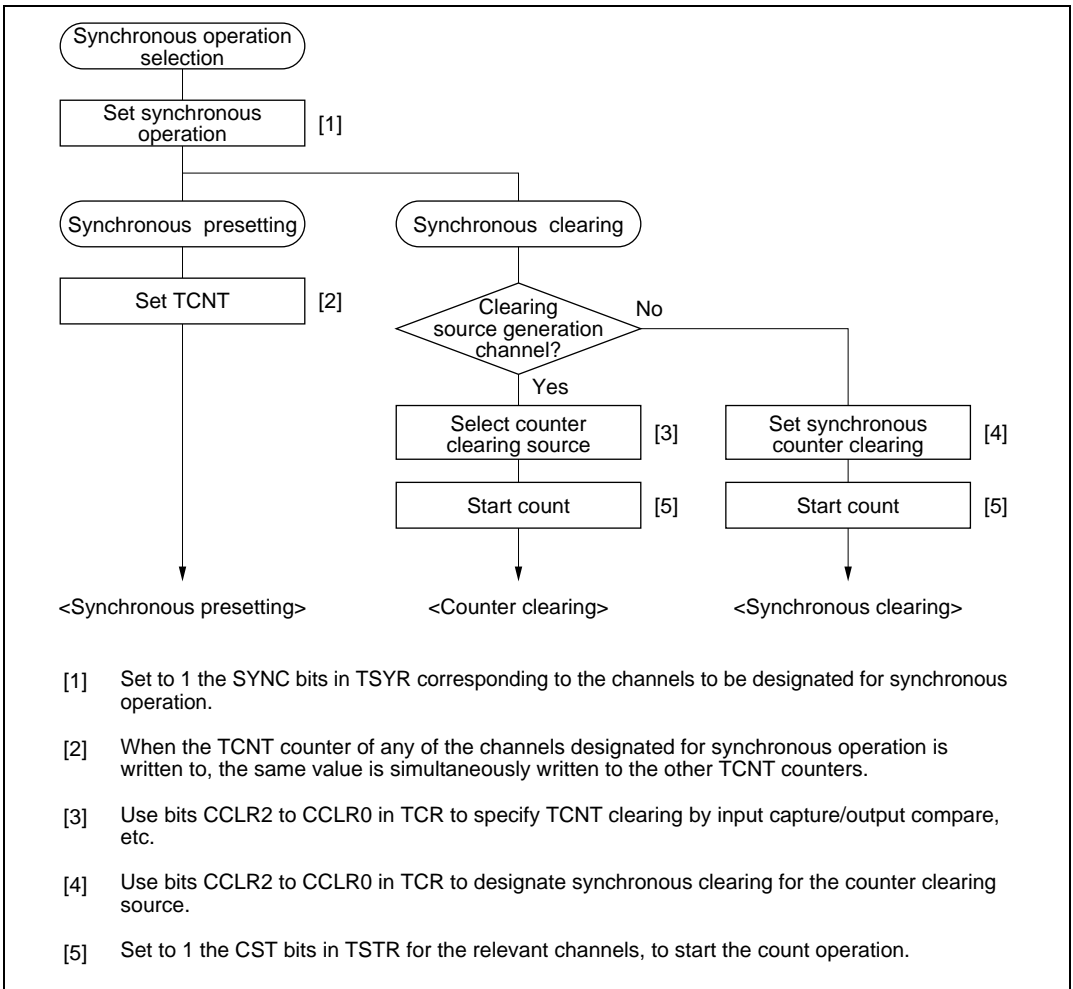 Synchronous operation
selection
Set synchronous
operation
[1]
Synchronous presetting
Synchronous clearing
Set TCNT
[2]
Clearing
source generation
channel?
No
Yes
Select counter
clearing source
[3]
Set synchronous
counter clearing
[4]
Start count
[5]
Start count
[5]
<Synchronous presetting>
<Counter clearing>
<Synchronous clearing>
[1] Set to 1 the SYNC bits in TSYR corresponding to the channels to be designated for synchronous
operation.
[2] When the TCNT counter of any of the channels designated for synchronous operation is
written to, the same value is simultaneously written to the other TCNT counters.
[3] Use bits CCLR2 to CCLR0 in TCR to specify TCNT clearing by input capture/output compare,
etc.
[4] Use bits CCLR2 to CCLR0 in TCR to designate synchronous clearing for the counter clearing
source.
[5] Set to 1 the CST bits in TSTR for the relevant channels, to start the count operation.